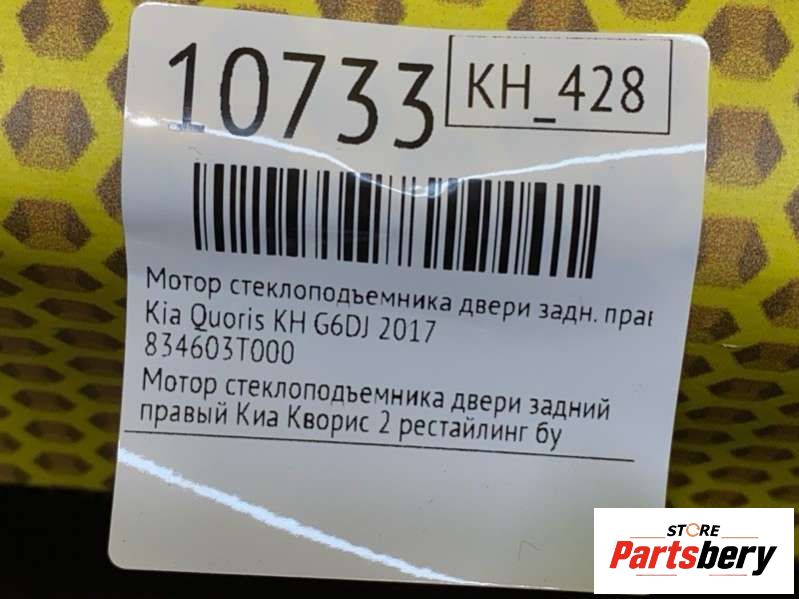 10733
KH_428
Мотор стеклоподъемника двери задн. прав
Kia Quoris KH G6DJ 2017
834603T000
Мотор стеклоподъемника двери задний
правый Киа Кворис 2 рестайлинг бу
STORE
Partsbery